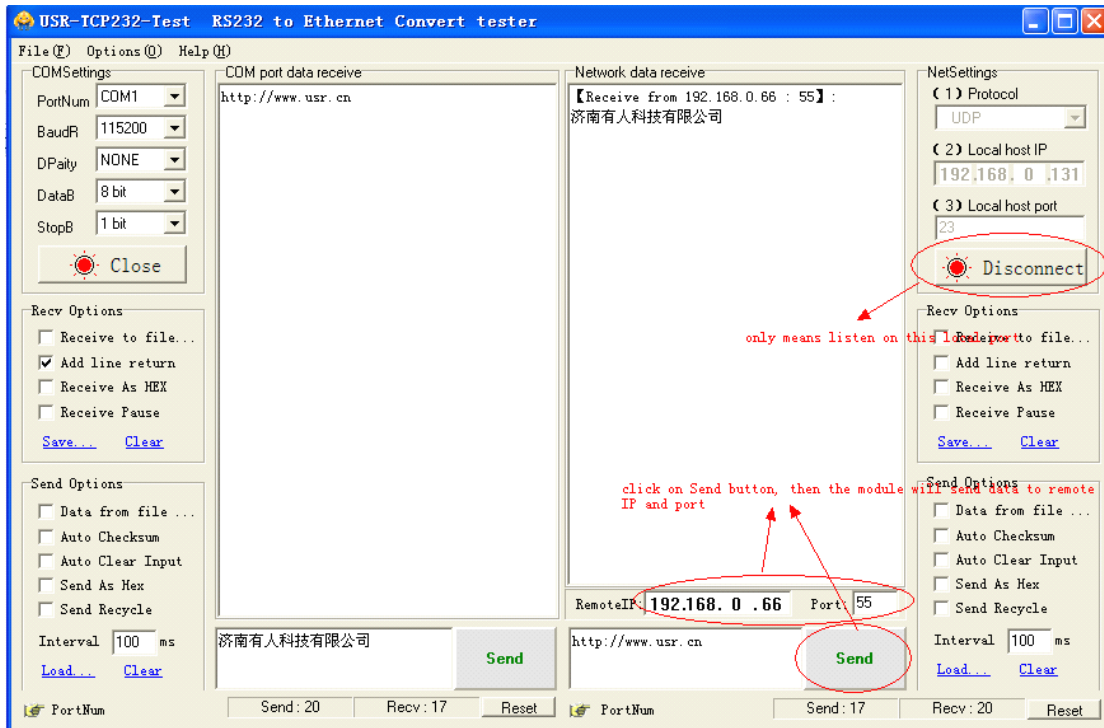 USR-TCP232-Test RS232 to Ethernet Convert tester
File(F) Options(O) Help(H)
COMSettings
PortNum COM1
BaudR 115200
DPaity NONE
DataB 8 bit
StopB 1 bit
Close
Recv Options
Receive to file...
Add line return
Receive As HEX
Receive Pause
Save... Clear
Send Options
Data from file ...
Auto Checksum
Auto Clear Input
Send As Hex
Send Recycle
Interval 100 ms
Load... Clear
COM port data receive
http://www.usr.cn
济南有人科技有限公司
Send
Network data receive
【Receive from 192.168.0.66 : 55】:
济南有人科技有限公司
only means listen on this local port
click on Send button, then the module will send data to remote
IP and port
RemoteIP: 192.168. 0 .66 Port: 55
http://www.usr.cn
Send
NetSettings
(1) Protocol
UDP
(2) Local host IP
192.168. 0 .131
(3) Local host port
23
Disconnect
Recv Options
Receive to file...
Add line return
Receive As HEX
Receive Pause
Save... Clear
Send Options
Data from file ...
Auto Checksum
Auto Clear Input
Send As Hex
Send Recycle
Interval 100 ms
Load... Clear
PortNum Send : 20 Recv : 17 Reset
PortNum Send : 17 Recv : 20 Reset